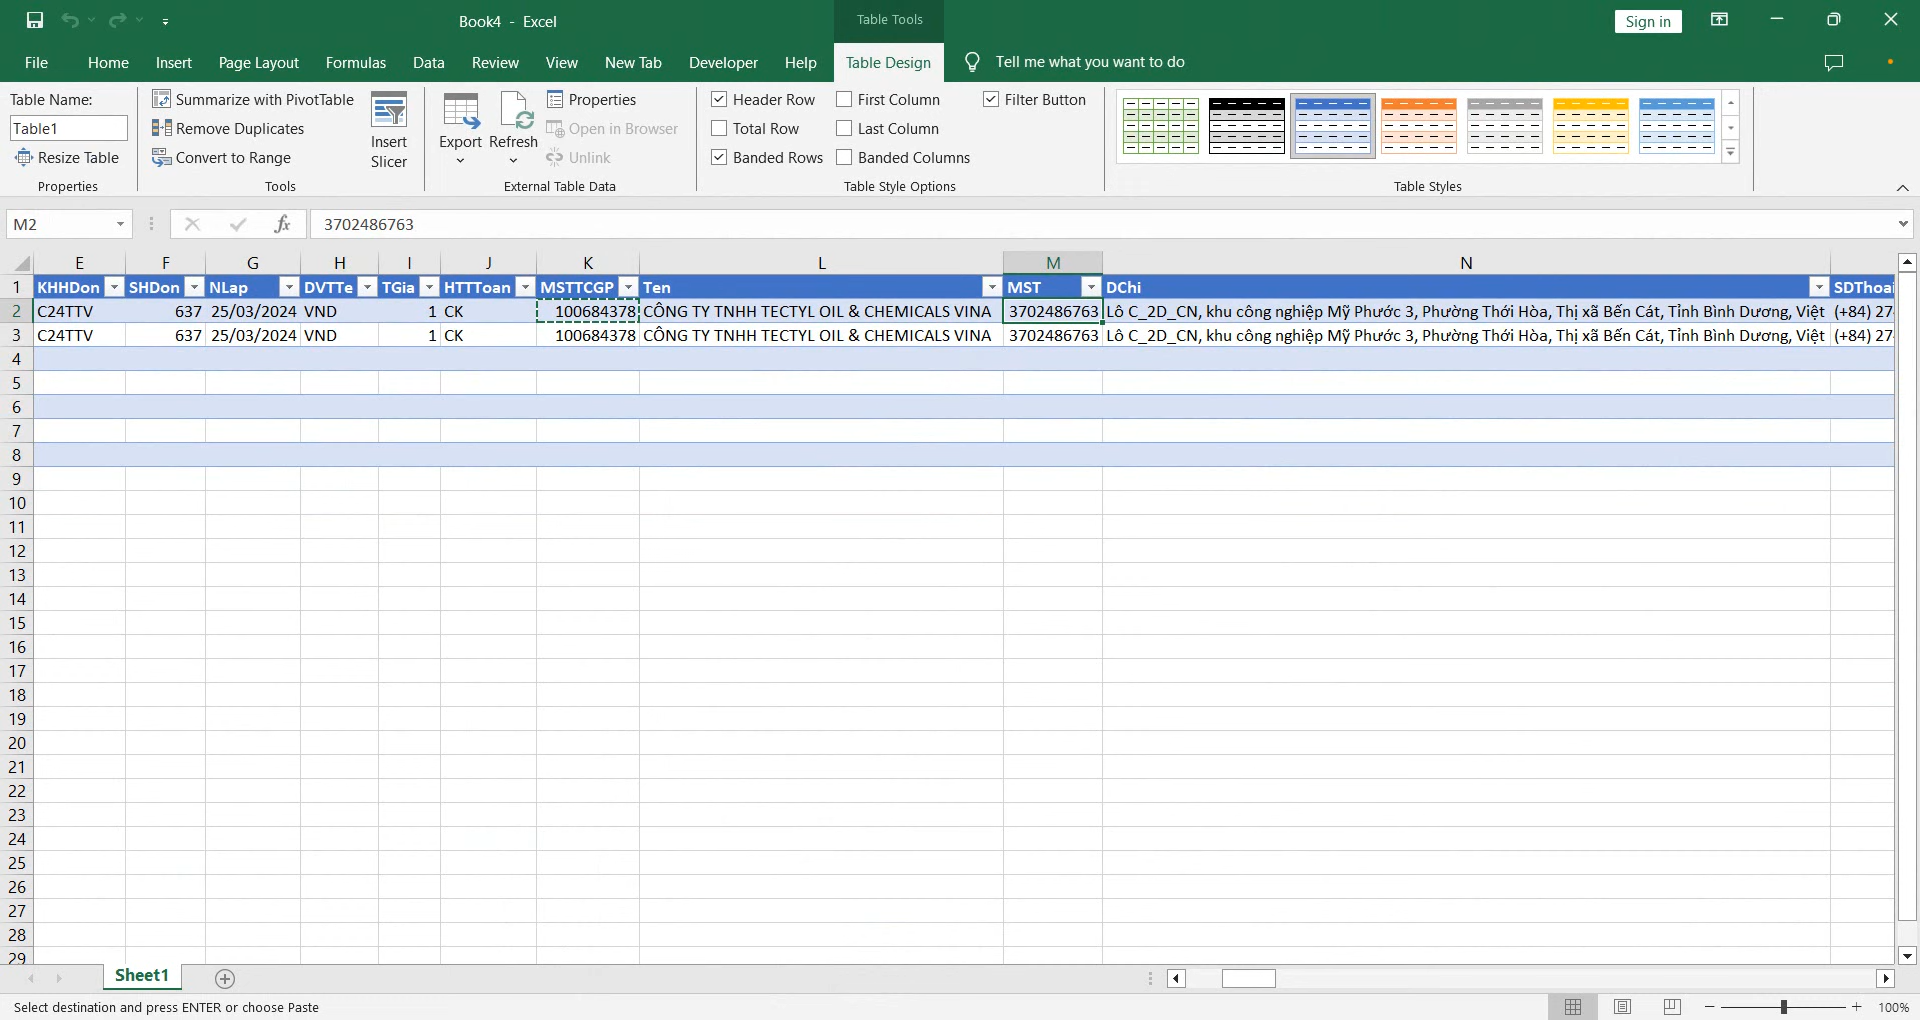 Book4 - Excel
Table Tools
Sign in
File Home Insert Page Layout Formulas Data Review View New Tab Developer Help Table Design Tell me what you want to do
Table Name:
Table1
Resize Table
Properties
Summarize with PivotTable
Remove Duplicates
Convert to Range
Tools
Insert
Slicer
Export
Refresh
Properties
Open in Browser
Unlink
External Table Data
Header Row First Column Filter Button
Total Row Last Column
Banded Rows Banded Columns
Table Style Options
Table Styles
M2
fx
3702486763
E F G H I J K L M N
1 KHHDon SHDon NLap DVTTe TGia HTTToan MSTTCGP Ten MST DChi SDThoai
2 C24TTV 637 25/03/2024 VND 1 CK 100684378 CÔNG TY TNHH TECTYL OIL & CHEMICALS VINA 3702486763 Lô C_2D_CN, khu công nghiệp Mỹ Phước 3, Phường Thới Hòa, Thị xã Bến Cát, Tỉnh Bình Dương, Việt (+84) 27
3 C24TTV 637 25/03/2024 VND 1 CK 100684378 CÔNG TY TNHH TECTYL OIL & CHEMICALS VINA 3702486763 Lô C_2D_CN, khu công nghiệp Mỹ Phước 3, Phường Thới Hòa, Thị xã Bến Cát, Tỉnh Bình Dương, Việt (+84) 27
4
5
6
7
8
9
10
11
12
13
14
15
16
17
18
19
20
21
22
23
24
25
26
27
28
29
Sheet1
Select destination and press ENTER or choose Paste
100%